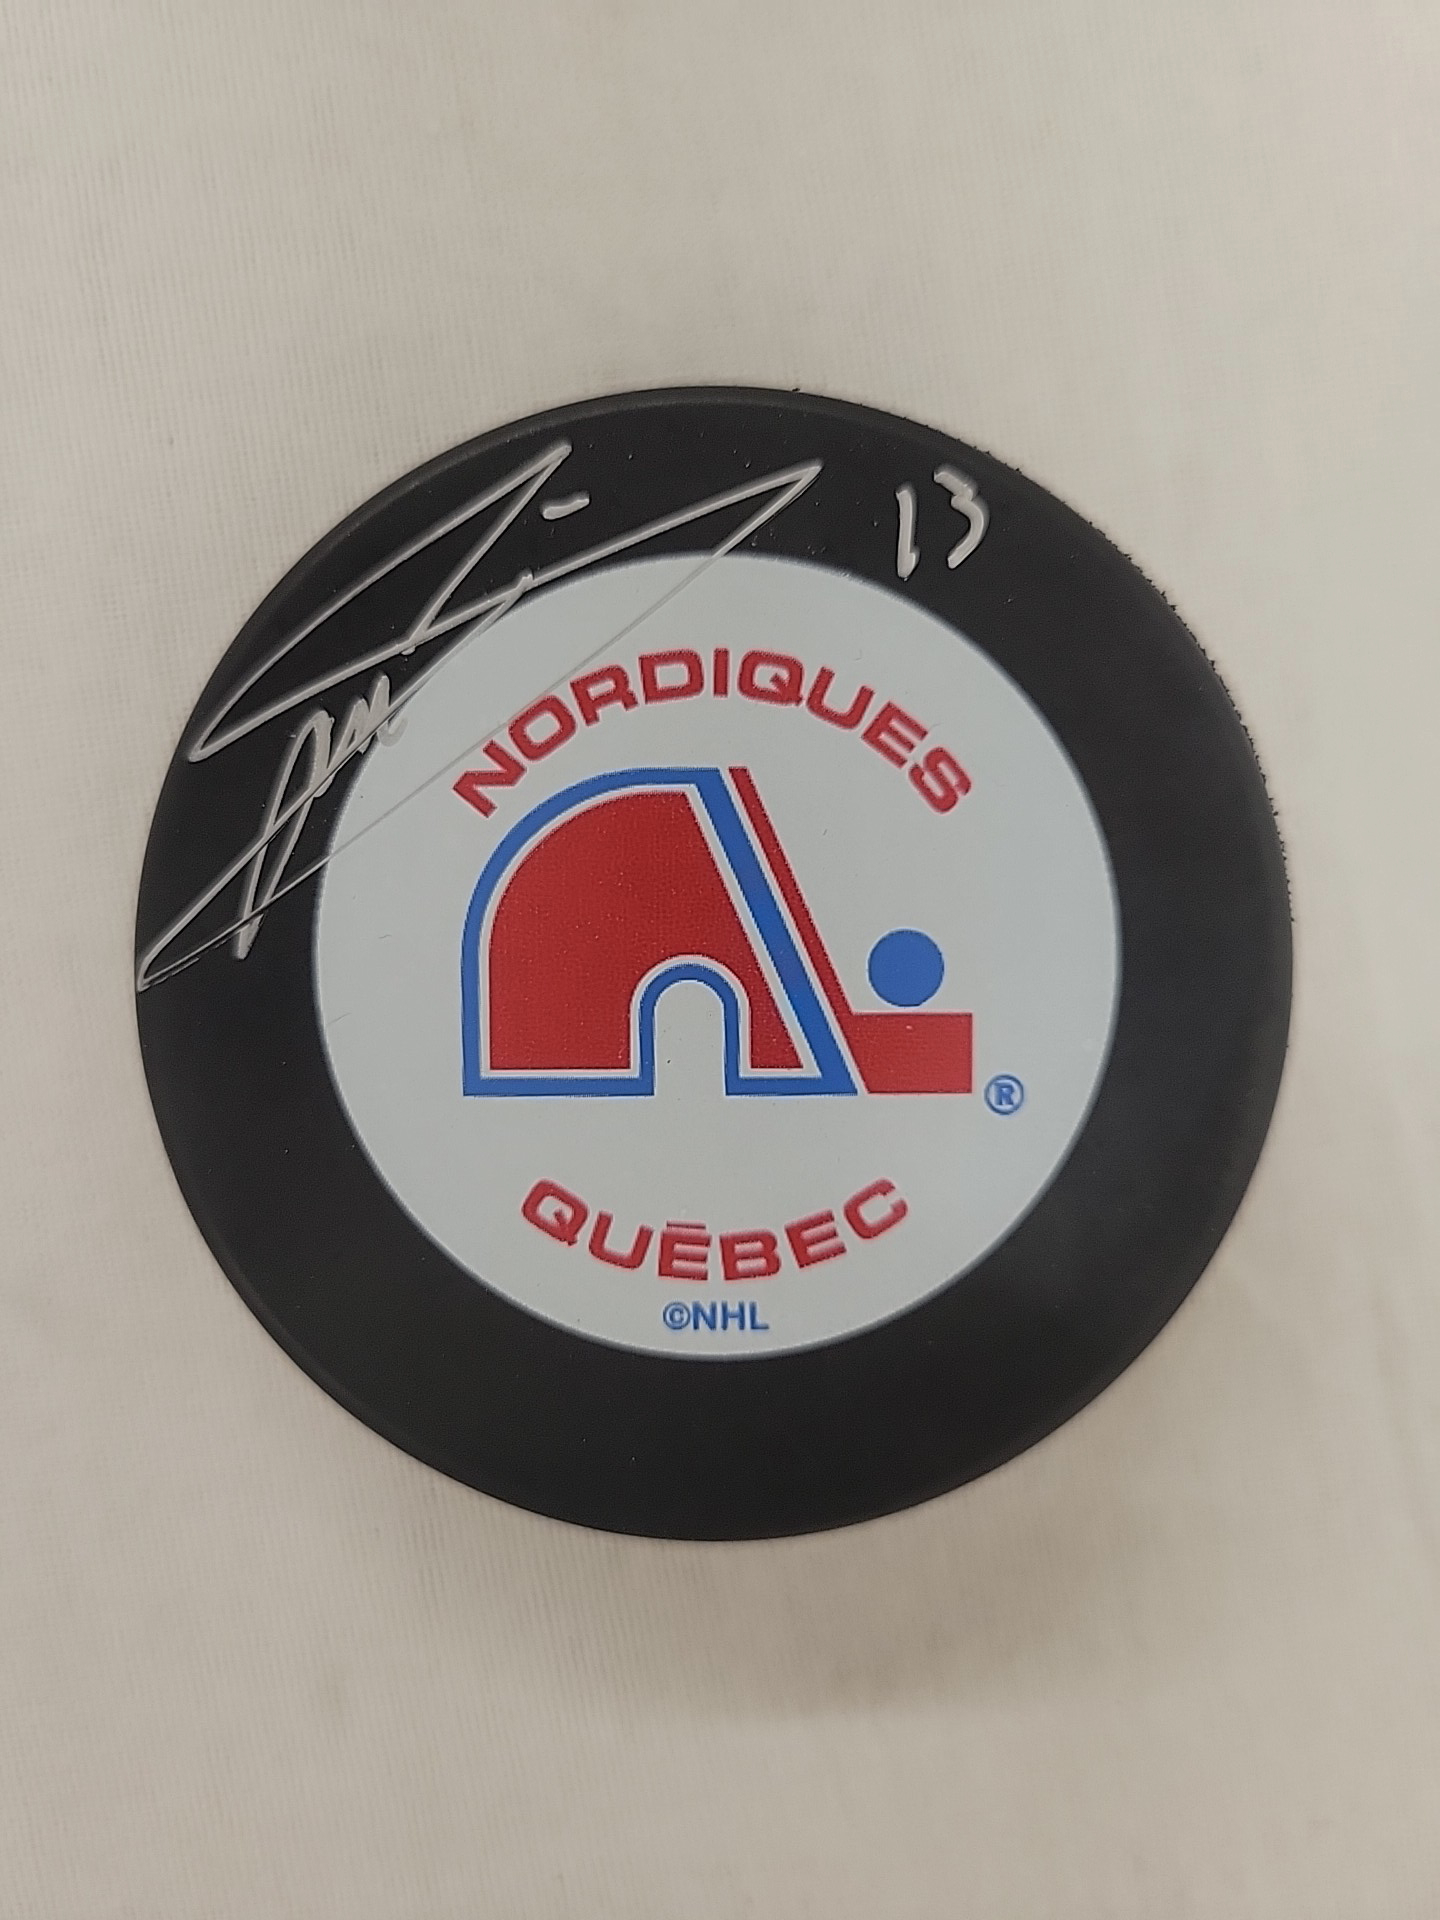 13
NORDIQUES
®
QUÉBEC
©NHL